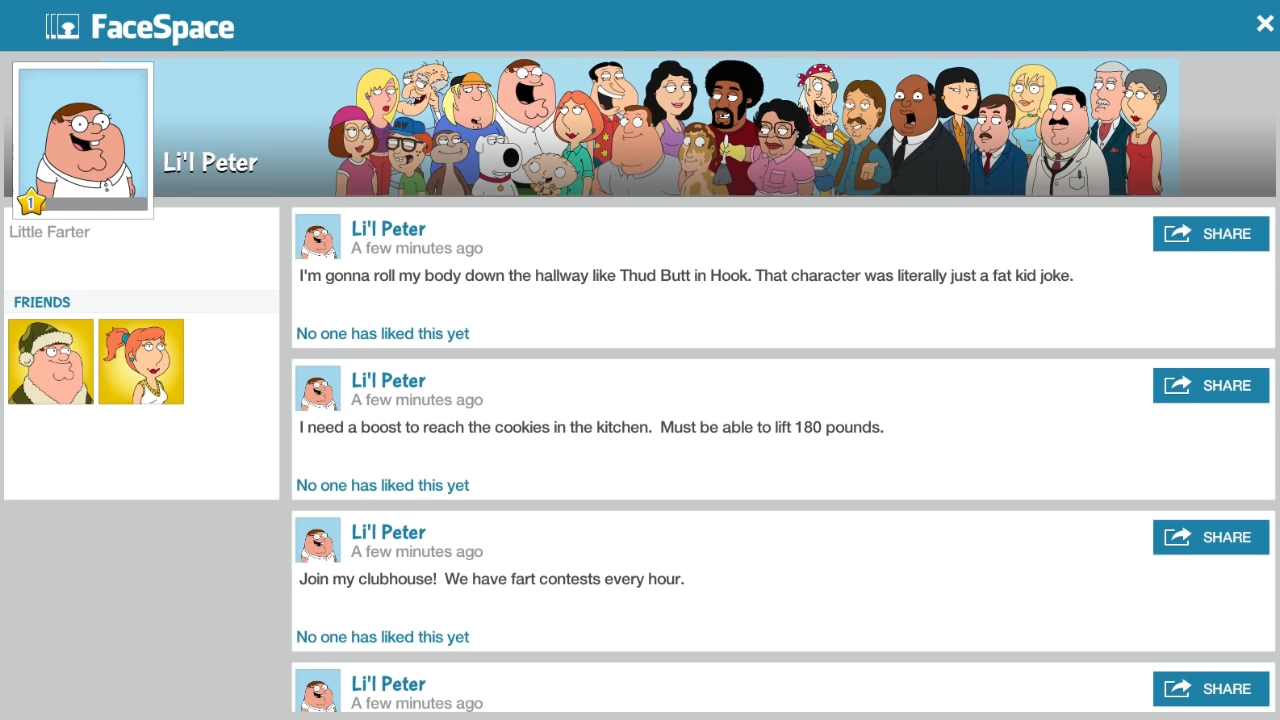 FaceSpace
Li'l Peter
1
Little Farter
FRIENDS
Li'l Peter
A few minutes ago
SHARE
I'm gonna roll my body down the hallway like Thud Butt in Hook. That character was literally just a fat kid joke.
No one has liked this yet
Li'l Peter
A few minutes ago
SHARE
I need a boost to reach the cookies in the kitchen.  Must be able to lift 180 pounds.
No one has liked this yet
Li'l Peter
A few minutes ago
SHARE
Join my clubhouse!  We have fart contests every hour.
No one has liked this yet
Li'l Peter
A few minutes ago
SHARE